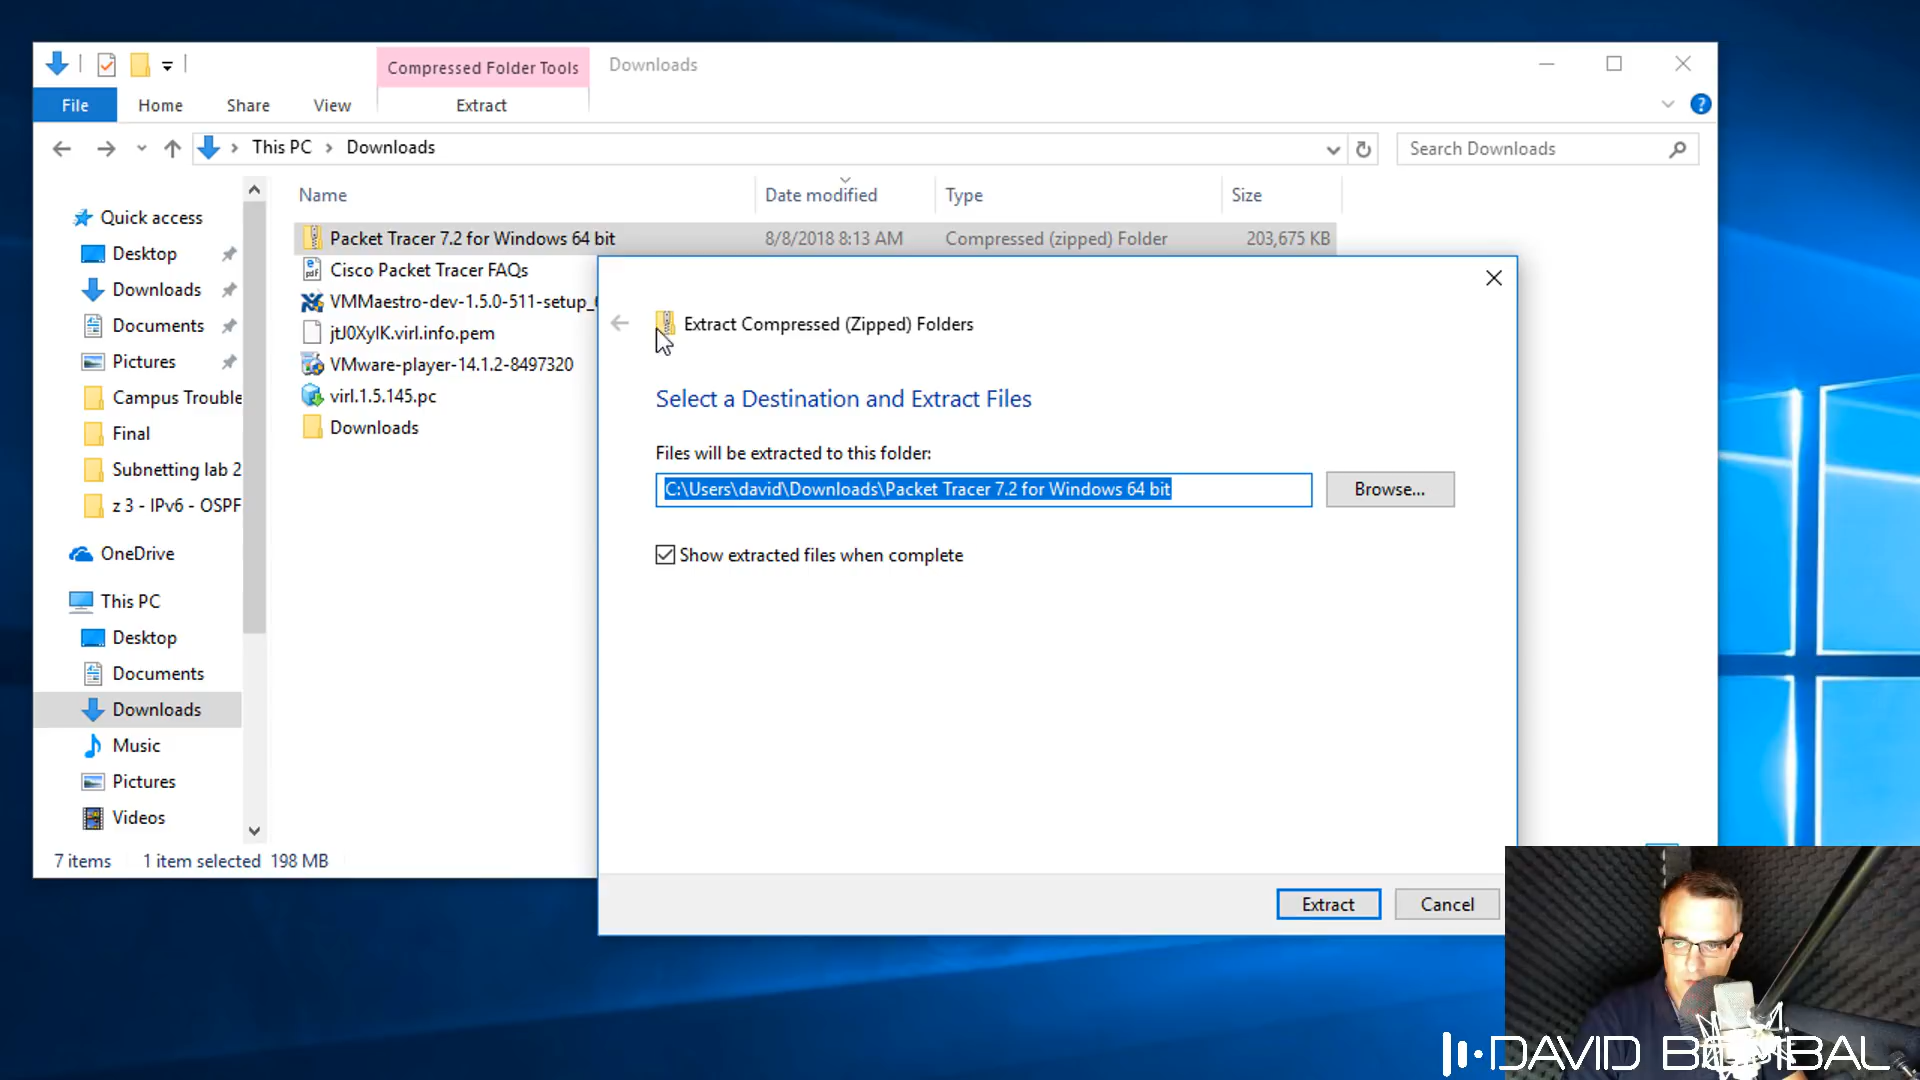 Compressed Folder Tools
Downloads
File
Home
Share
View
Extract
This PC
Downloads
Search Downloads
Name
Date modified
Type
Size
Quick access
Desktop
Downloads
Documents
Pictures
Campus Trouble
Final
Subnetting lab 2
z 3 - IPv6 - OSPF
OneDrive
This PC
Desktop
Documents
Downloads
Music
Pictures
Videos
Packet Tracer 7.2 for Windows 64 bit 8/8/2018 8:13 AM Compressed (zipped) Folder 203,675 KB
Cisco Packet Tracer FAQs
VMMaestro-dev-1.5.0-511-setup_
jtJ0XylK.virl.info.pem
VMware-player-14.1.2-8497320
virl.1.5.145.pc
Downloads
7 items 1 item selected 198 MB
Extract Compressed (Zipped) Folders
Select a Destination and Extract Files
Files will be extracted to this folder:
C:\Users\david\Downloads\Packet Tracer 7.2 for Windows 64 bit
Browse...
Show extracted files when complete
Extract
Cancel
DAVID BOMBAL